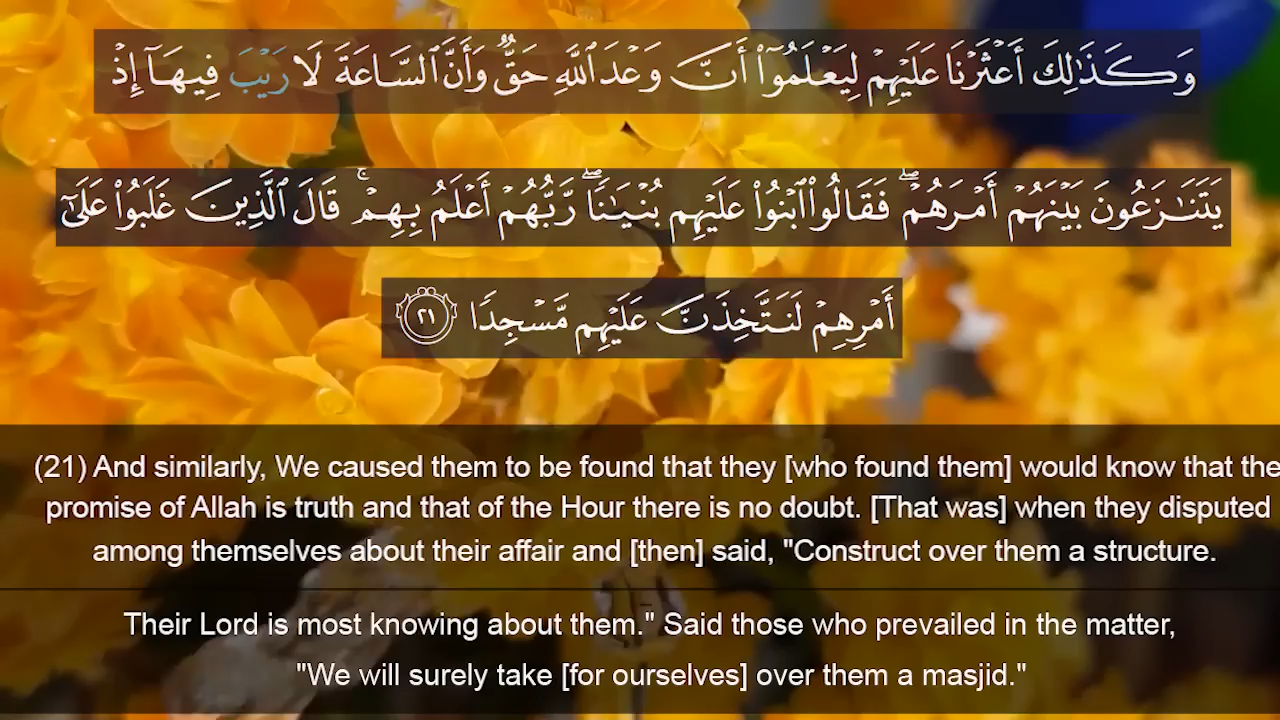 وَكَذَٰلِكَ أَعْثَرْنَا عَلَيْهِمْ لِيَعْلَمُوٓا۟ أَنَّ وَعْدَ ٱللَّهِ حَقٌّ وَأَنَّ ٱلسَّاعَةَ لَا رَيْبَ فِيهَآ إِذْ
يَتَنَـٰزَعُونَ بَيْنَهُمْ أَمْرَهُمْ ۖ فَقَالُوا۟ ٱبْنُوا۟ عَلَيْهِم بُنْيَـٰنًا ۖ رَّبُّهُمْ أَعْلَمُ بِهِمْ ۚ قَالَ ٱلَّذِينَ غَلَبُوا۟ عَلَىٰٓ
أَمْرِهِمْ لَنَتَّخِذَنَّ عَلَيْهِم مَّسْجِدًا ٢١
(21) And similarly, We caused them to be found that they [who found them] would know that the
promise of Allah is truth and that of the Hour there is no doubt. [That was] when they disputed
among themselves about their affair and [then] said, "Construct over them a structure.
Their Lord is most knowing about them." Said those who prevailed in the matter,
"We will surely take [for ourselves] over them a masjid."